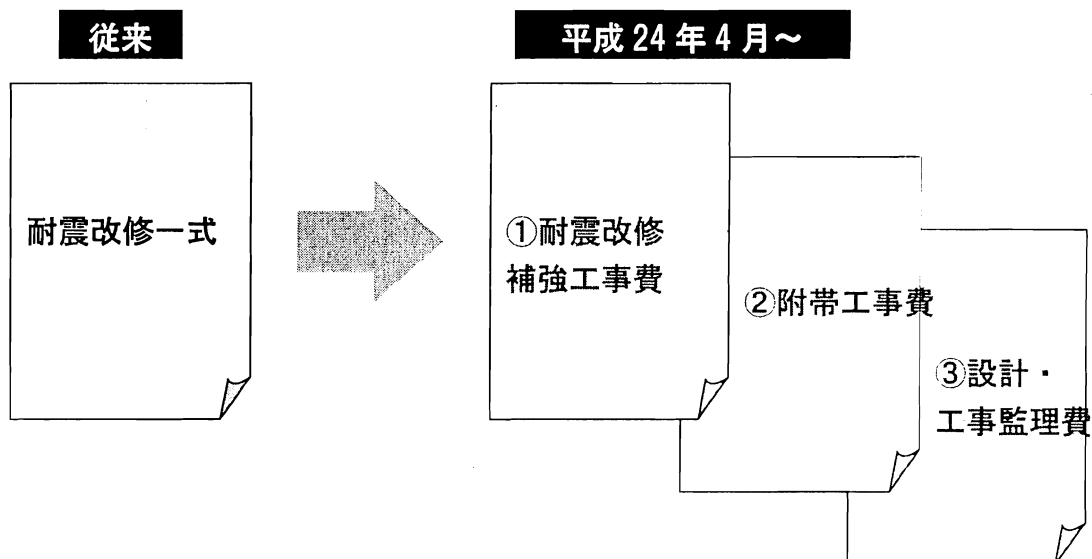 従来
平成24年4月～
耐震改修一式
①耐震改修
補強工事費
②附帯工事費
③設計・
工事監理費